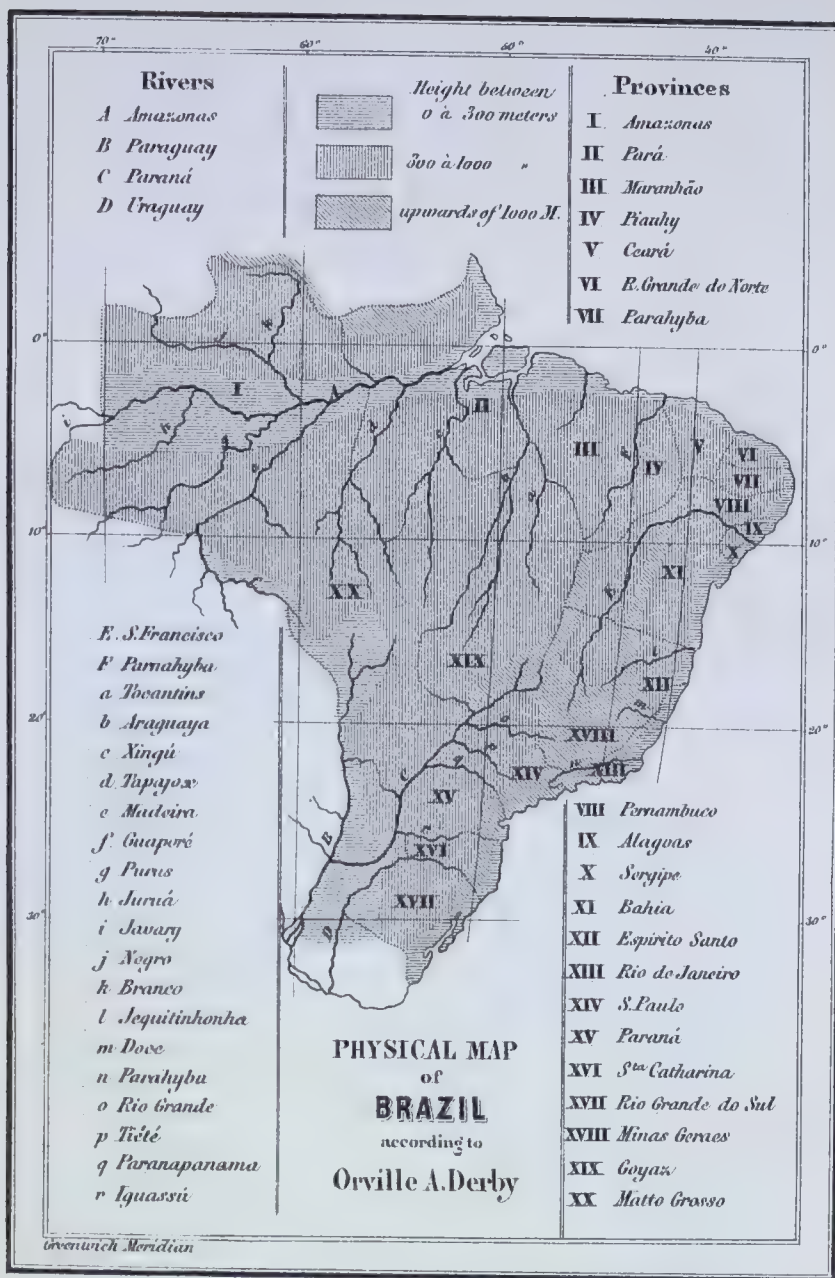 70°
60°
50°
40°
Rivers
A Amazonas
B Paraguay
C Paraná
D Uraguay
Height between
0 à 300 meters
300 à 1000 "
upwards of 1000 M.
Provinces
I Amazonas
II Pará
III Maranhão
IV Piauhy
V Ceará
VI R. Grande do Norte
VII Parahyba
0°
0°
10°
10°
20°
20°
30°
30°
I
A
II
III
IV
V
VI
VII
VIII
IX
X
XI
XX
XIX
XII
XVIII
XIV
XIII
XV
XVI
XVII
C
B
D
E. S. Francisco
F Parnahyba
a Tocantins
b Araguaya
c Xingú
d Tapajox
e Madeira
f Guaporé
g Purus
h Juruá
i Javary
j Negro
k Branco
l Jequitinhonha
m Doce
n Parahyba
o Rio Grande
p Tiété
q Paranapanama
r Iguassú
VIII Pernambuco
IX Alagoas
X Sergipe
XI Bahia
XII Espirito Santo
XIII Rio de Janeiro
XIV S. Paulo
XV Paraná
XVI Sta Catharina
XVII Rio Grande do Sul
XVIII Minas Geraes
XIX Goyaz
XX Matto Grosso
PHYSICAL MAP
of
BRAZIL
according to
Orville A. Derby
Greenwich Meridian